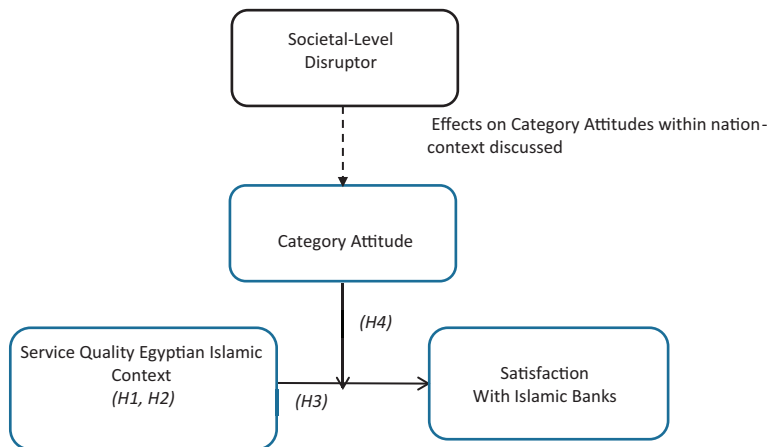 Societal-Level
Disruptor
Effects on Category Attitudes within nation-
context discussed
Category Attitude
(H4)
Service Quality Egyptian Islamic
Context
(H1, H2)
(H3)
Satisfaction
With Islamic Banks